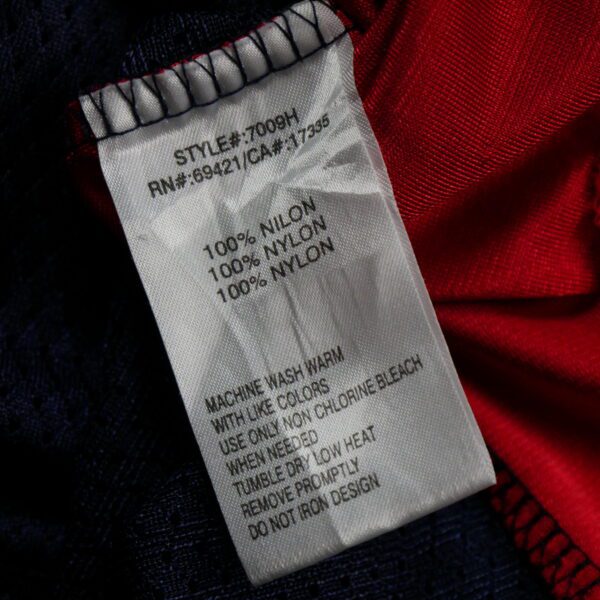 STYLE#:7009H
RN#:69421/CA#:17335
100% NILON
100% NYLON
100% NYLON
MACHINE WASH WARM
WITH LIKE COLORS
USE ONLY NON CHLORINE BLEACH
WHEN NEEDED
TUMBLE DRY LOW HEAT
REMOVE PROMPTLY
DO NOT IRON DESIGN